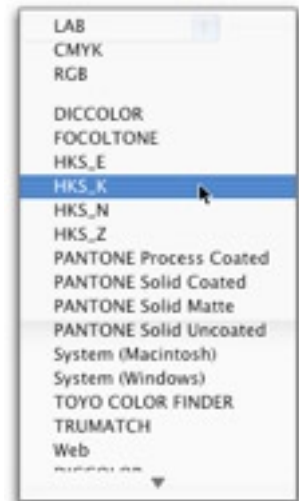 LAB
CMYK
RGB
DICCOLOR
FOCOLTONE
HKS_E
HKS_K
HKS_N
HKS_Z
PANTONE Process Coated
PANTONE Solid Coated
PANTONE Solid Matte
PANTONE Solid Uncoated
System (Macintosh)
System (Windows)
TOYO COLOR FINDER
TRUMATCH
Web